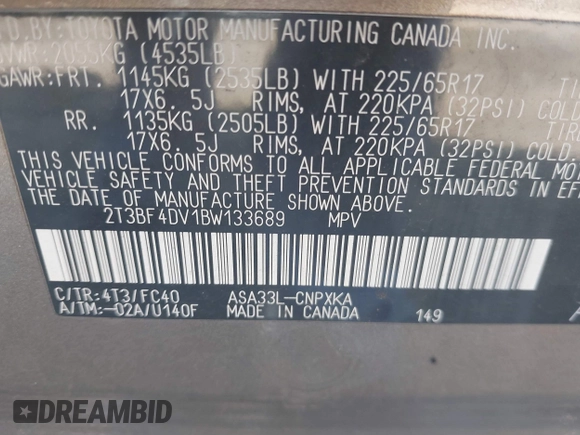 D.BY:TOYOTA MOTOR MANUFACTURING CANADA INC.
(4535LB)
GAWR:FRT. 1145KG (2535LB) WITH 225/65R17
17X6.5J RIMS, AT 220KPA (32PSI) COLD
RR. 1135KG (2505LB) WITH 225/65R17
17X6.5J RIMS, AT 220KPA (32PSI) COLD.
THIS VEHICLE CONFORMS TO ALL APPLICABLE FEDERAL
VEHICLE SAFETY AND THEFT PREVENTION STANDARDS IN
THE DATE OF MANUFACTURE SHOWN ABOVE.
2T3BF4DV1BW133689 MPV
C/TR:4T3/FC40 ASA33L-CNPXKA
A/TM:-02A/U140F MADE IN CANADA 149
DREAMBID